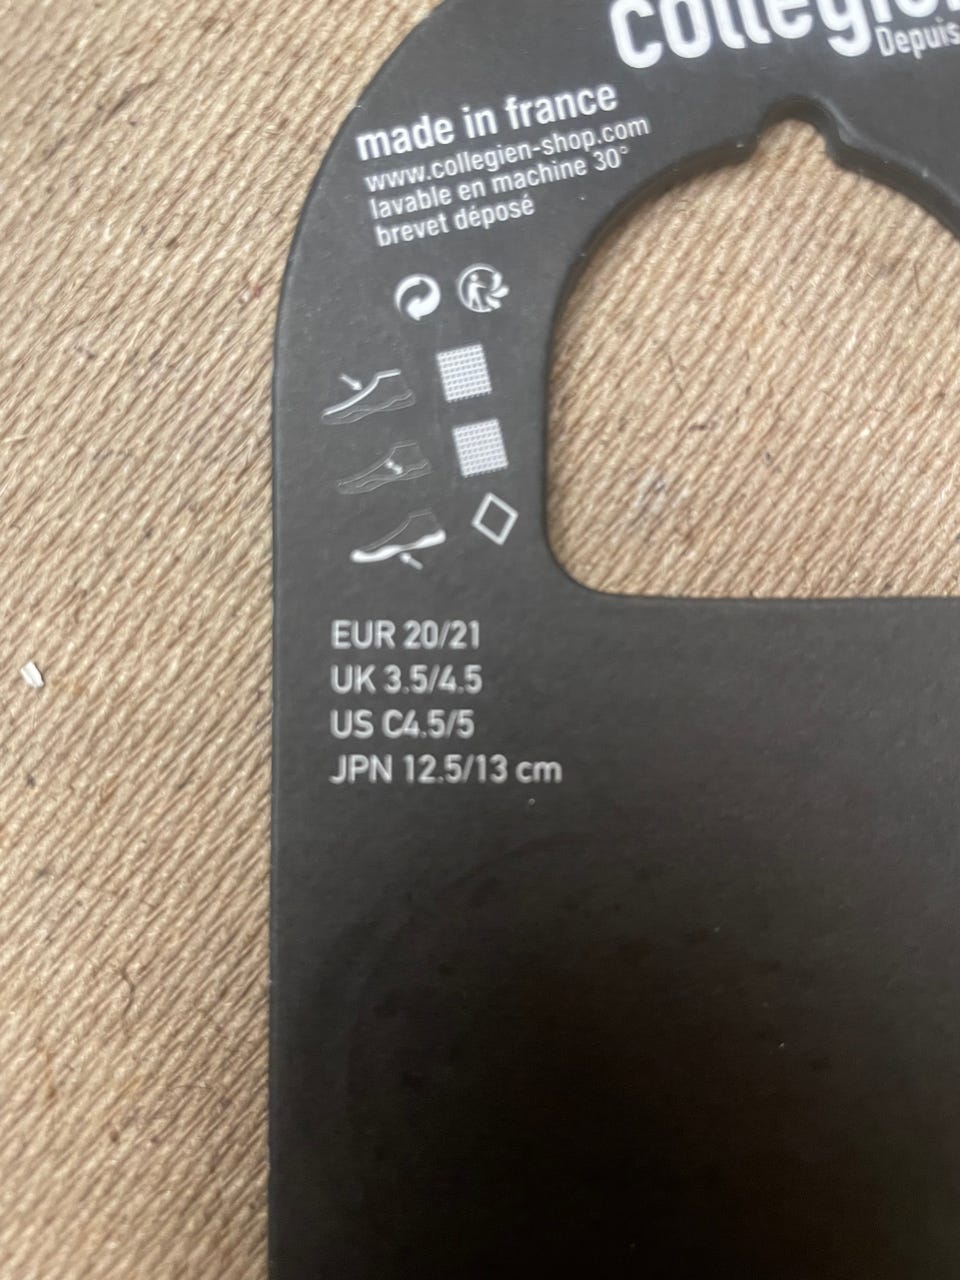 collegien
Depuis
made in france
www.collegien-shop.com
lavable en machine 30°
brevet déposé
EUR 20/21
UK 3.5/4.5
US C4.5/5
JPN 12.5/13 cm